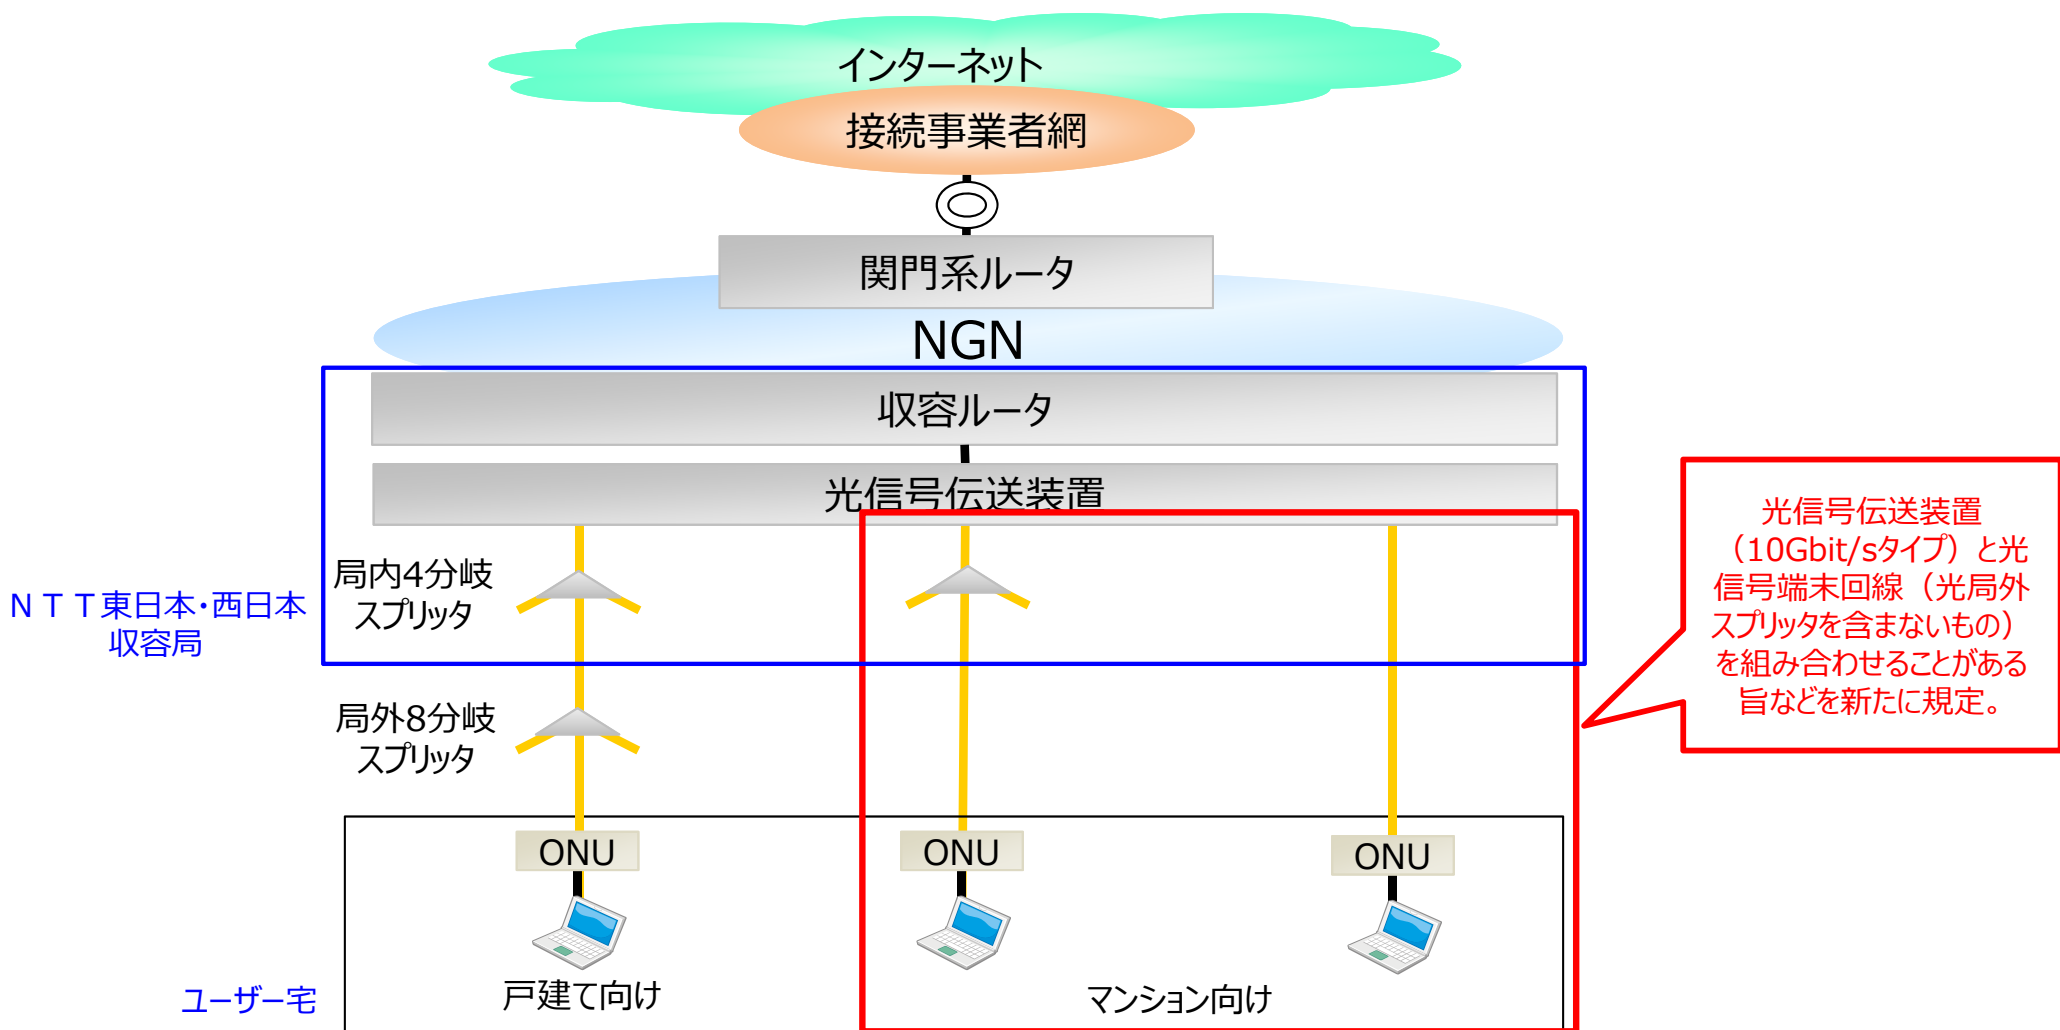 インターネット
接続事業者網
関門系ルータ
NGN
収容ルータ
光信号伝送装置
局内4分岐
スプリッタ
ＮＴＴ東日本・西日本
収容局
局外8分岐
スプリッタ
光信号伝送装置
（10Gbit/sタイプ）と光
信号端末回線（光局外
スプリッタを含まないもの）
を組み合わせることがある
旨などを新たに規定。
ONU
ONU
ONU
戸建て向け
マンション向け
ユーザー宅